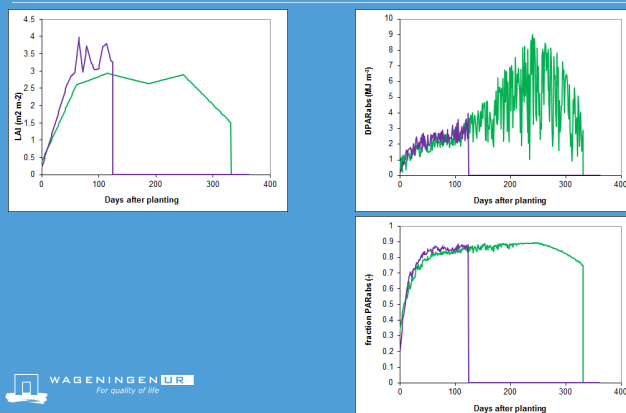 4.5
4
3.5
3
2.5
2
1.5
1
0.5
0
LAI (m2 m-2)
0 100 200 300 400
Days after planting
10
9
8
7
6
5
4
3
2
1
0
DPARabs (MJ m⁻²)
0 100 200 300 400
Days after planting
1
0.9
0.8
0.7
0.6
0.5
0.4
0.3
0.2
0.1
0
fraction PARabs (-)
0 100 200 300 400
Days after planting
WAGENINGEN UR
For quality of life